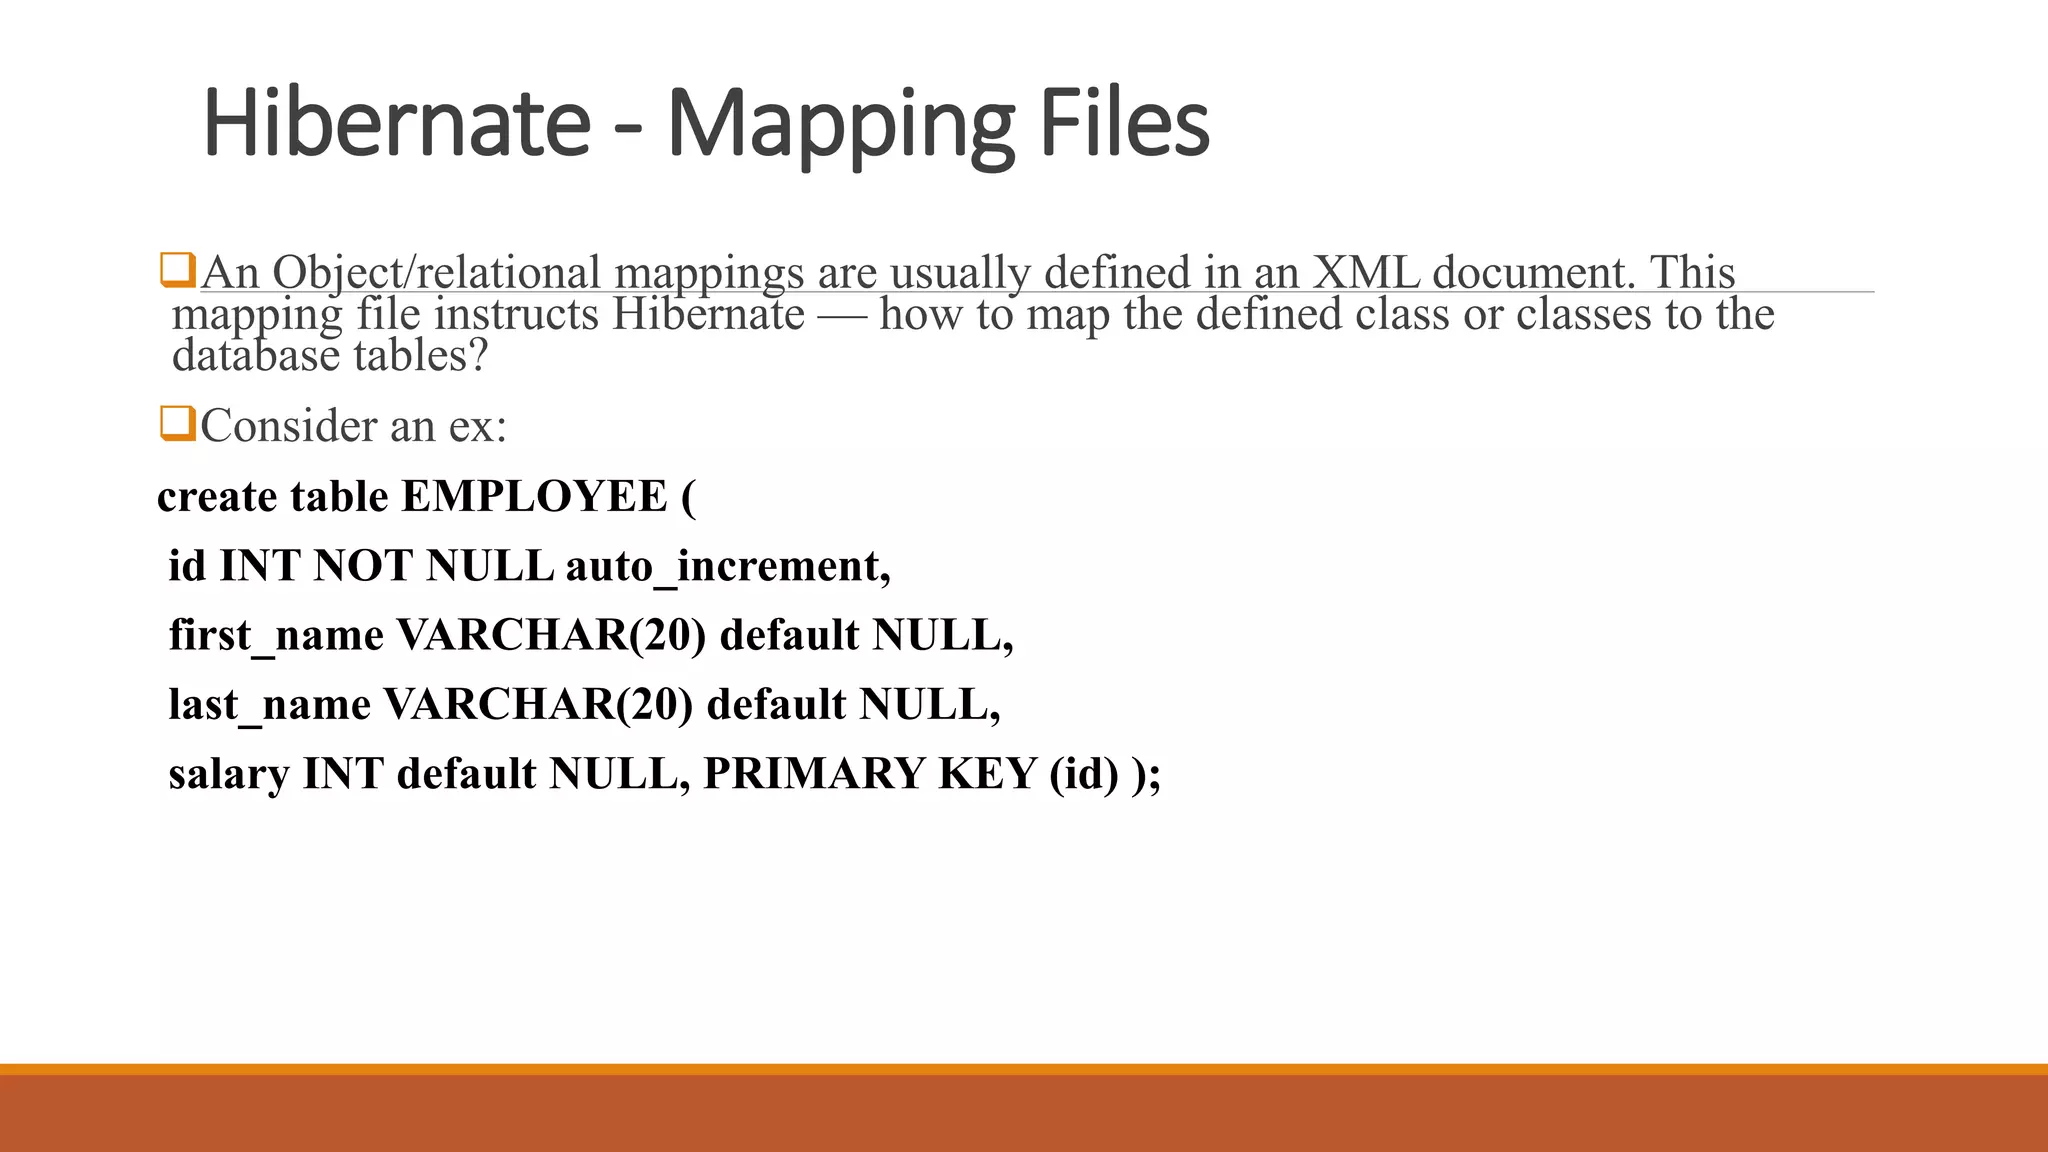 Hibernate - Mapping Files
An Object/relational mappings are usually defined in an XML document. This
mapping file instructs Hibernate — how to map the defined class or classes to the
database tables?
Consider an ex:
create table EMPLOYEE (
id INT NOT NULL auto_increment,
first_name VARCHAR(20) default NULL,
last_name VARCHAR(20) default NULL,
salary INT default NULL, PRIMARY KEY (id) );